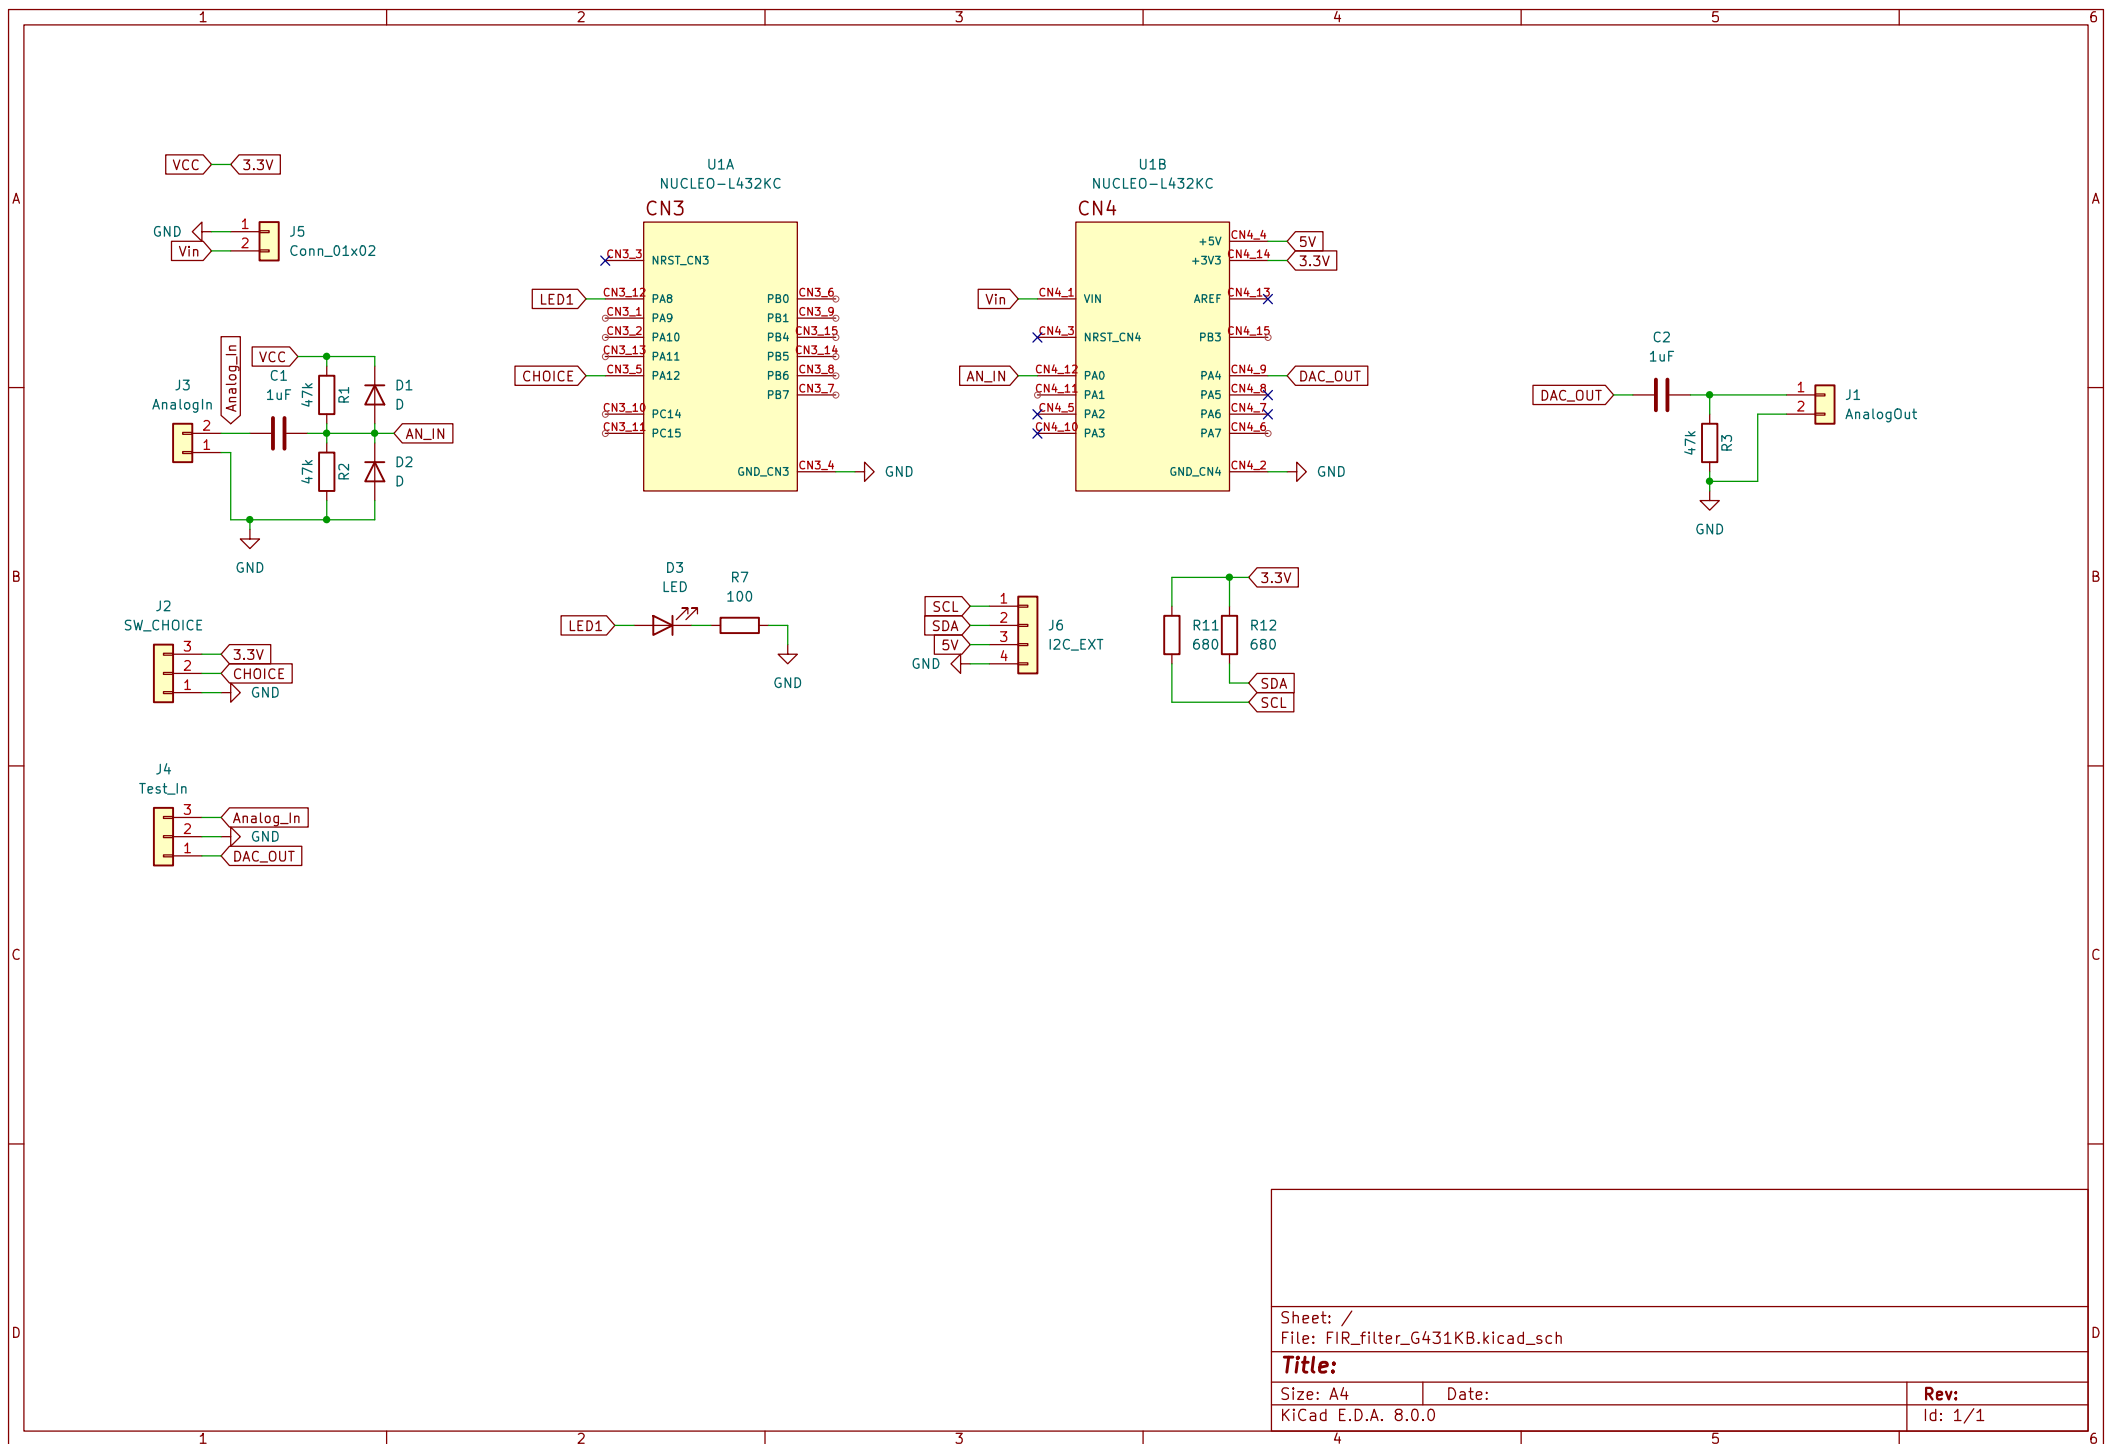 1 2 3 4 5 6
A
B
C
D
VCC 3.3V
GND 1 J5
Vin 2 Conn_01x02
Analog_In
VCC
C1
1uF
47k R1
D1
D
J3
AnalogIn
2
1
AN_IN
47k R2
D2
D
GND
J2
SW_CHOICE
3 3.3V
2 CHOICE
1 GND
J4
Test_In
3 Analog_In
2 GND
1 DAC_OUT
U1A
NUCLEO-L432KC
CN3
CN3_3 NRST_CN3
LED1 CN3_12 PA8 PB0 CN3_6
CN3_1 PA9 PB1 CN3_9
CN3_2 PA10 PB4 CN3_15
CN3_13 PA11 PB5 CN3_14
CHOICE CN3_5 PA12 PB6 CN3_8
PB7 CN3_7
CN3_10 PC14
CN3_11 PC15
GND_CN3 CN3_4 GND
D3
LED
R7
100
LED1
GND
U1B
NUCLEO-L432KC
CN4
+5V CN4_4 5V
+3V3 CN4_14 3.3V
Vin CN4_1 VIN AREF CN4_13
CN4_3 NRST_CN4 PB3 CN4_15
AN_IN CN4_12 PA0 PA4 CN4_9 DAC_OUT
CN4_11 PA1 PA5 CN4_8
CN4_5 PA2 PA6 CN4_7
CN4_10 PA3 PA7 CN4_6
GND_CN4 CN4_2 GND
SCL 1
SDA 2 J6
5V 3 I2C_EXT
GND 4
3.3V
R11 R12
680 680
SDA
SCL
C2
1uF
DAC_OUT
1 J1
2 AnalogOut
47k R3
GND
Sheet: /
File: FIR_filter_G431KB.kicad_sch
Title:
Size: A4 Date: Rev:
KiCad E.D.A. 8.0.0 Id: 1/1
A
B
C
D
1 2 3 4 5 6